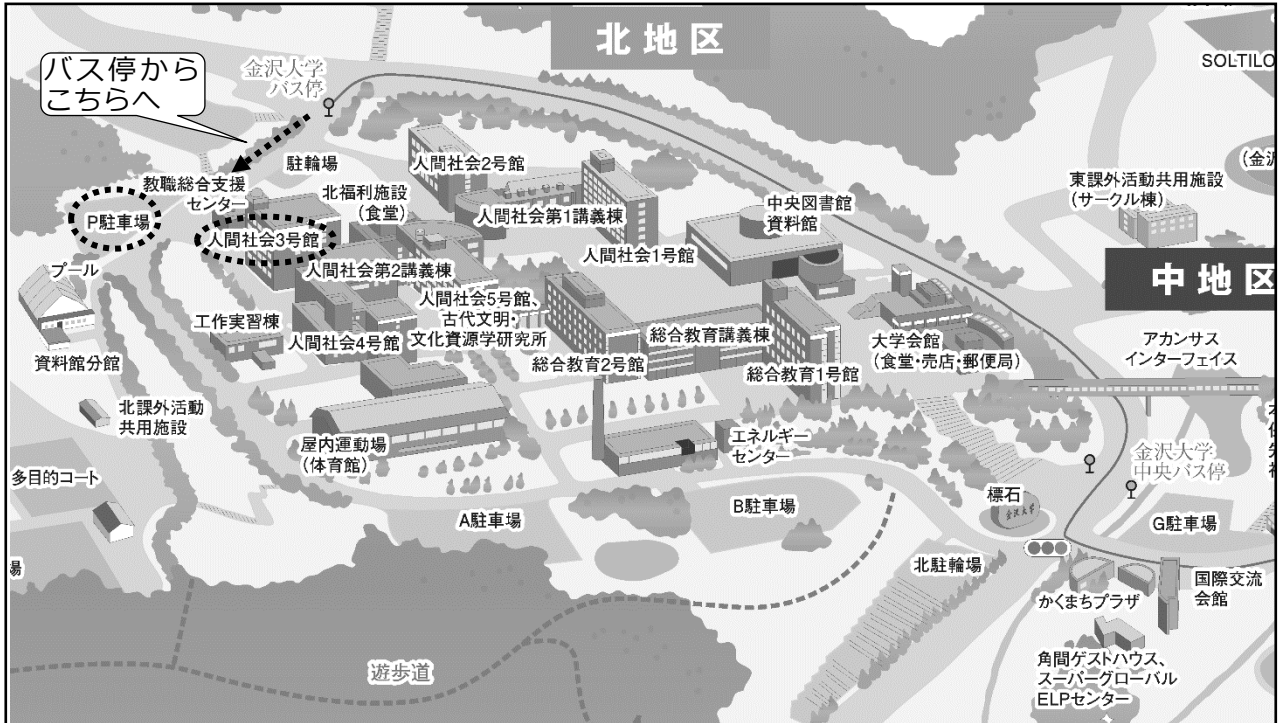 北地区
SOLTILO
バス停から
こちらへ
金沢大学
バス停
駐輪場
人間社会2号館
教職総合支援
センター
北福利施設
(食堂)
人間社会第1講義棟
中央図書館
資料館
東課外活動共用施設
(サークル棟)
P駐車場
人間社会3号館
人間社会1号館
中地区
プール
人間社会第2講義棟
工作実習棟
人間社会4号館
人間社会5号館、
古代文明・
文化資源学研究所
総合教育講義棟
総合教育2号館
総合教育1号館
大学会館
(食堂・売店・郵便局)
アカンサス
インターフェイス
資料館分館
北課外活動
共用施設
屋内運動場
(体育館)
エネルギー
センター
金沢大学
中央バス停
多目的コート
標石
金沢大学
A駐車場
B駐車場
G駐車場
北駐輪場
国際交流
会館
かくまちプラザ
遊歩道
角間ゲストハウス、
スーパーグローバル
ELPセンター